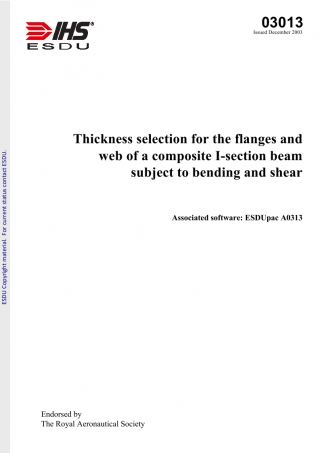 IHS®
ESDU
03013
Issued December 2003
Thickness selection for the flanges and
web of a composite I-section beam
subject to bending and shear
Associated software: ESDUpac A0313
ESDU Copyright material. For current status contact ESDU.
Endorsed by
The Royal Aeronautical Society